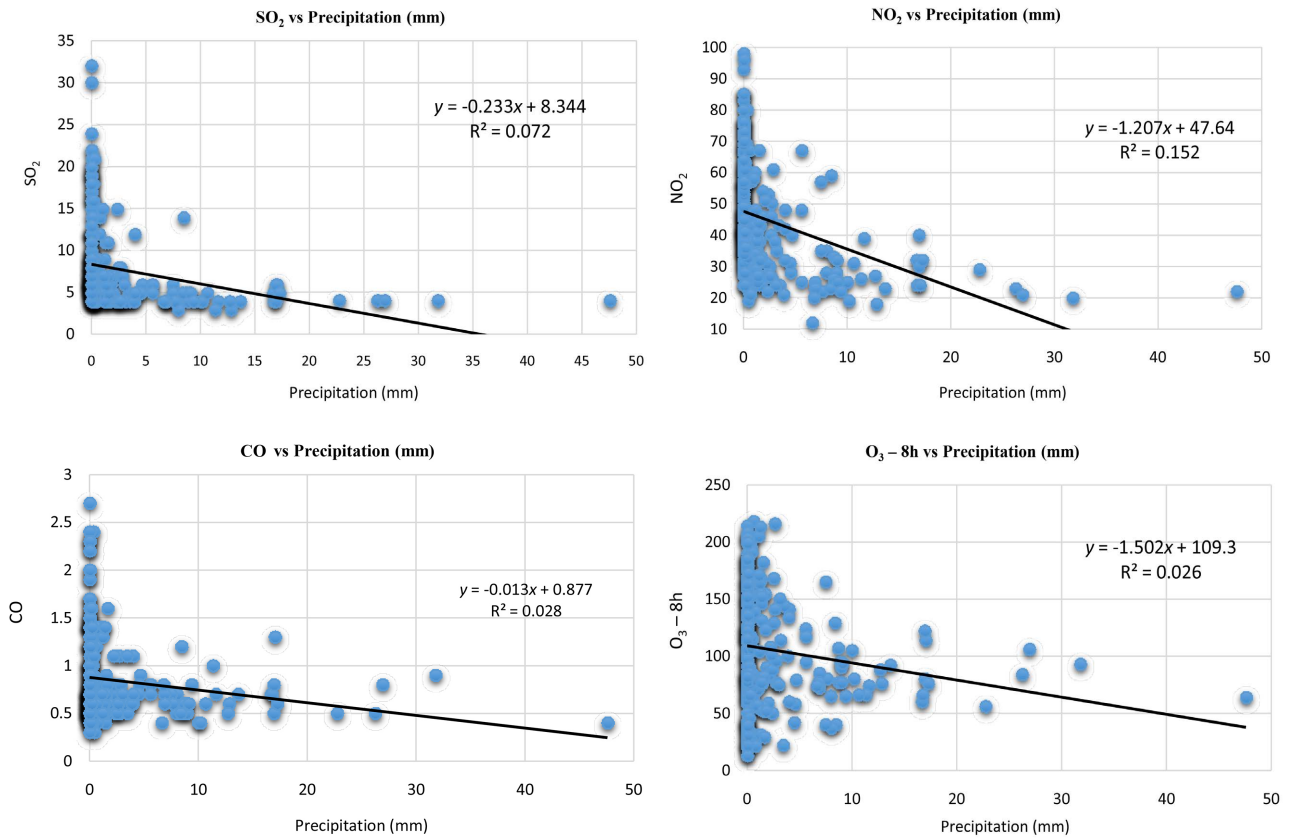 SO₂ vs Precipitation (mm)
35
30
25
20
15
10
5
0
SO₂
y = -0.233x + 8.344
R² = 0.072
0 5 10 15 20 25 30 35 40 45 50
Precipitation (mm)
NO₂ vs Precipitation (mm)
100
90
80
70
60
50
40
30
20
10
NO₂
y = -1.207x + 47.64
R² = 0.152
0 10 20 30 40 50
Precipitation (mm)
CO vs Precipitation (mm)
3
2.5
2
1.5
1
0.5
0
CO
y = -0.013x + 0.877
R² = 0.028
0 10 20 30 40 50
Precipitation (mm)
O₃ – 8h vs Precipitation (mm)
250
200
150
100
50
0
O₃ – 8h
y = -1.502x + 109.3
R² = 0.026
0 10 20 30 40 50
Precipitation (mm)